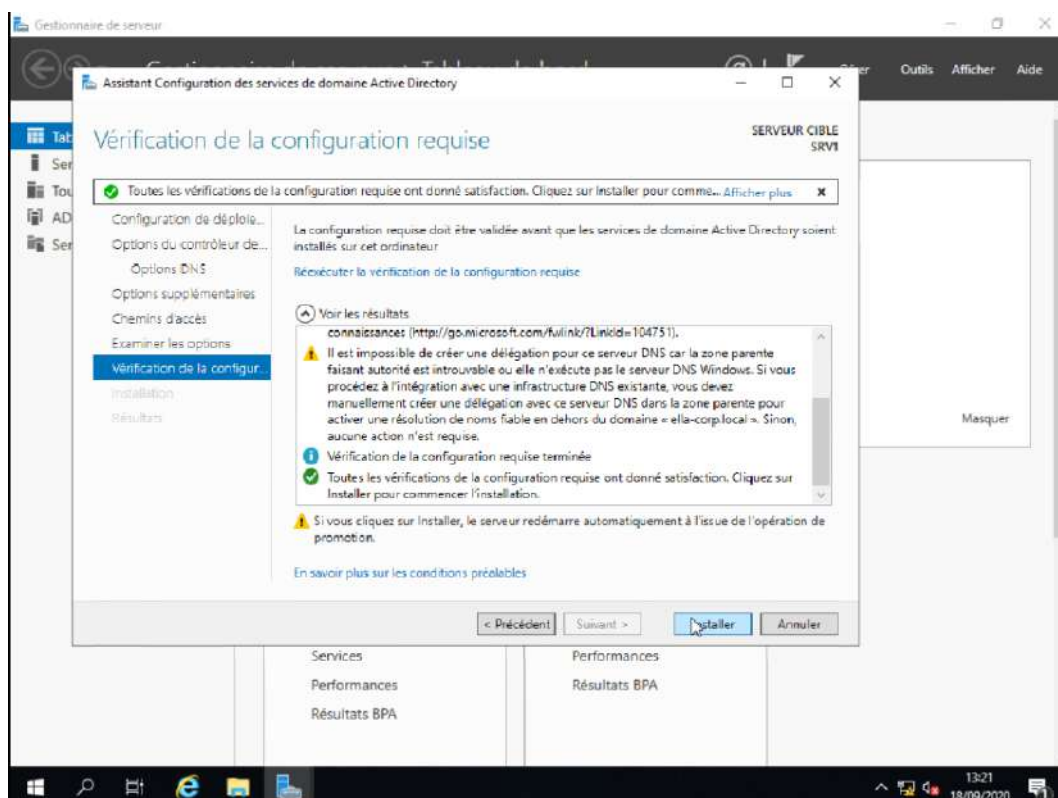 Gestionnaire de serveur
Outils Afficher Aide
Assistant Configuration des services de domaine Active Directory
Vérification de la configuration requise
SERVEUR CIBLE
SRV1
Tab
Ser
Tou
AD
Ser
Toutes les vérifications de la configuration requise ont donné satisfaction. Cliquez sur Installer pour comme... Afficher plus
Configuration de déploie...
Options du contrôleur de...
Options DNS
Options supplémentaires
Chemins d'accès
Examiner les options
Vérification de la configur...
Installation
Résultats
La configuration requise doit être validée avant que les services de domaine Active Directory soient
installés sur cet ordinateur
Réexécuter la vérification de la configuration requise
Voir les résultats
connaissances (http://go.microsoft.com/fwlink/?LinkId=104751).
Il est impossible de créer une délégation pour ce serveur DNS car la zone parente
faisant autorité est introuvable ou elle n'exécute pas le serveur DNS Windows. Si vous
procédez à l'intégration avec une infrastructure DNS existante, vous devez
manuellement créer une délégation avec ce serveur DNS dans la zone parente pour
activer une résolution de noms fiable en dehors du domaine « ella-corp.local ». Sinon,
aucune action n'est requise.
Vérification de la configuration requise terminée
Toutes les vérifications de la configuration requise ont donné satisfaction. Cliquez sur
Installer pour commencer l'installation.
Si vous cliquez sur Installer, le serveur redémarre automatiquement à l'issue de l'opération de
promotion.
En savoir plus sur les conditions préalables
< Précédent Suivant > Installer Annuler
Masquer
Services
Performances
Résultats BPA
Performances
Résultats BPA
13:21
18/09/2020